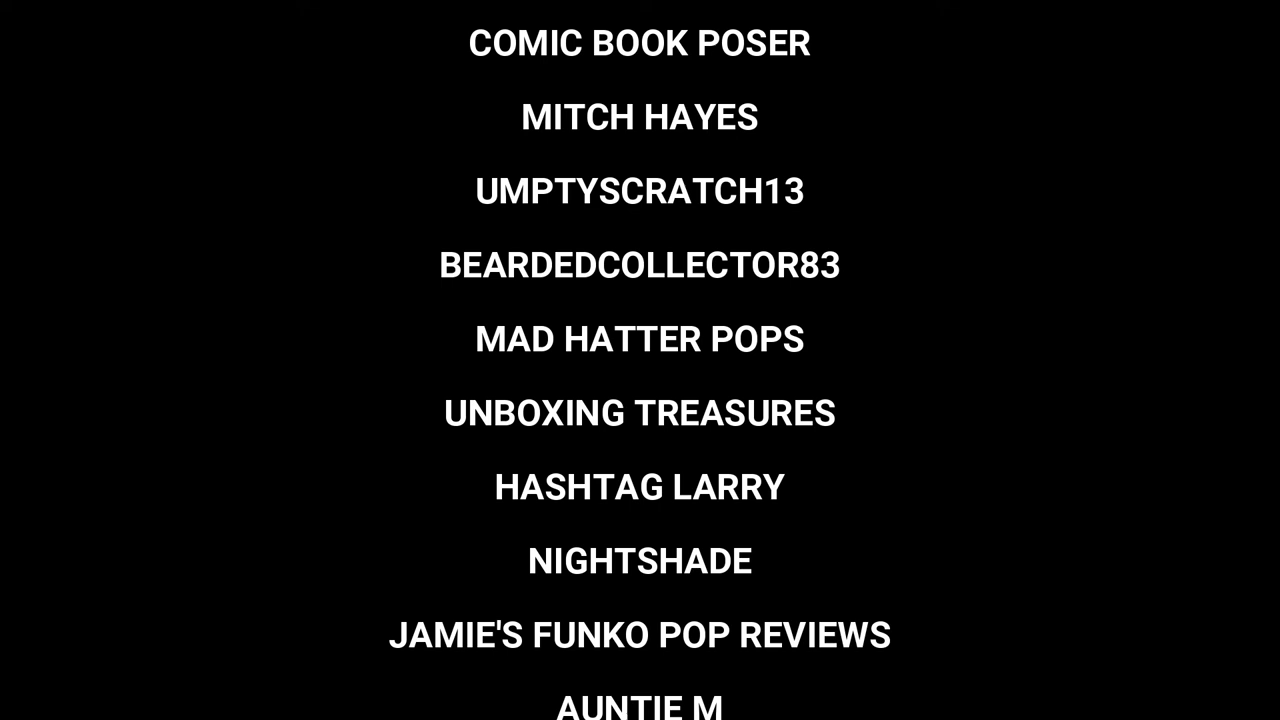 COMIC BOOK POSER
MITCH HAYES
UMPTYSCRATCH13
BEARDEDCOLLECTOR83
MAD HATTER POPS
UNBOXING TREASURES
HASHTAG LARRY
NIGHTSHADE
JAMIE'S FUNKO POP REVIEWS
AUNTIE M